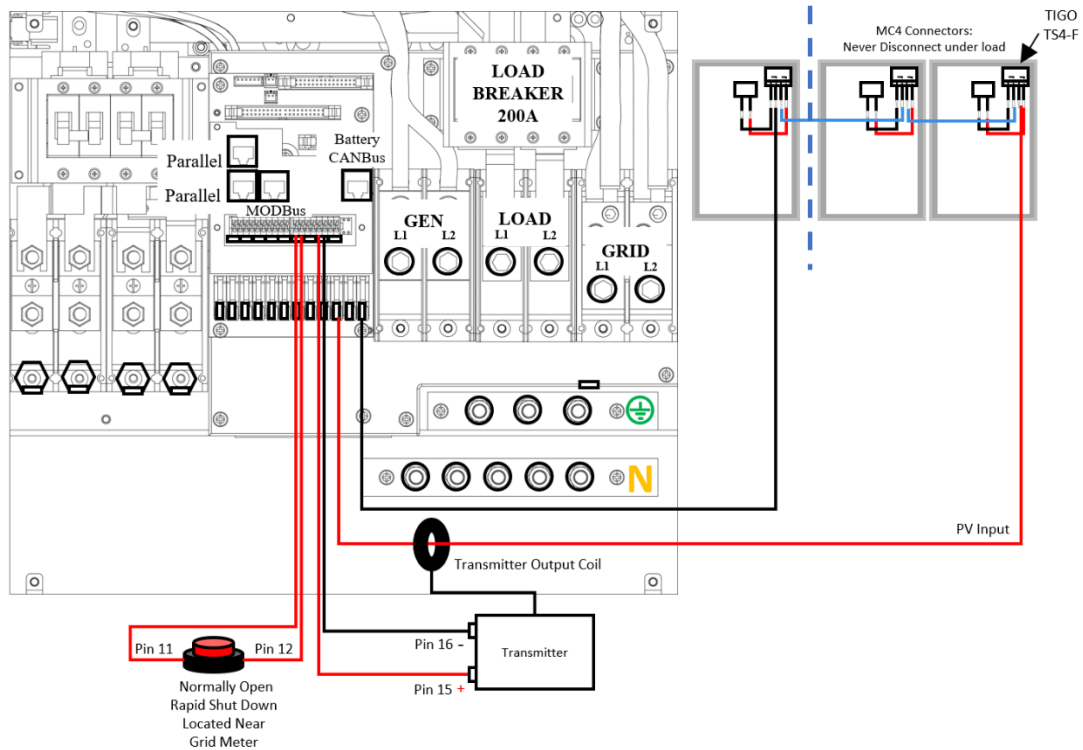 TIGO
TS4-F
MC4 Connectors:
Never Disconnect under load
LOAD
BREAKER
200A
Battery
CANBus
Parallel
Parallel
MODBus
GEN
L1 L2
LOAD
L1 L2
GRID
L1 L2
N
PV Input
Transmitter Output Coil
Pin 11
Pin 12
Pin 16 -
Transmitter
Pin 15 +
Normally Open
Rapid Shut Down
Located Near
Grid Meter